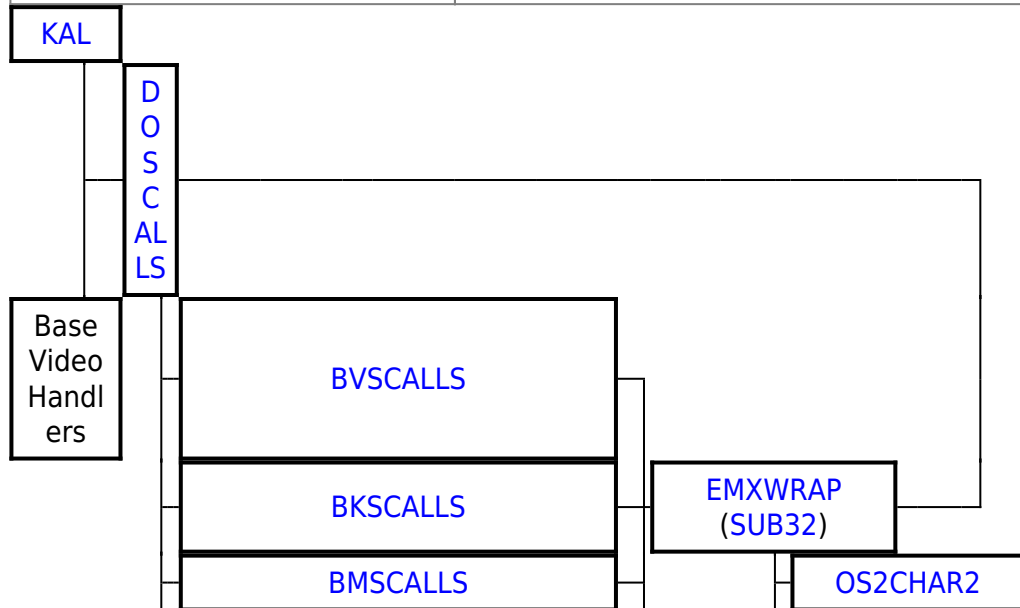 KAL
D
O
S
C
AL
LS
Base
Video
Handl
ers
BVSCALLS
BKSCALLS
EMXWRAP
(SUB32)
BMSCALLS
OS2CHAR2